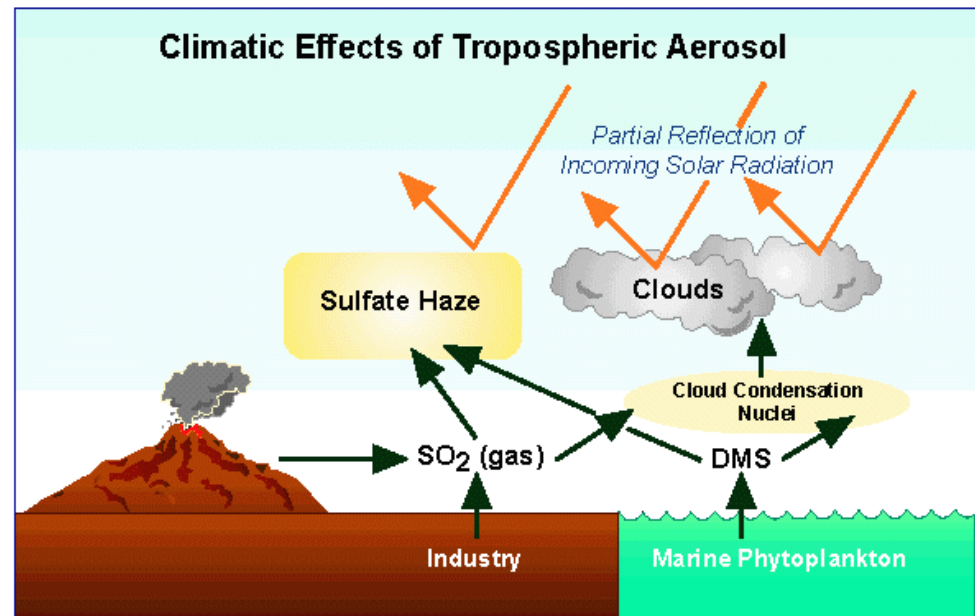 Climatic Effects of Tropospheric Aerosol
Partial Reflection of
Incoming Solar Radiation
Sulfate Haze
Clouds
Cloud Condensation
Nuclei
SO₂ (gas)
DMS
Industry
Marine Phytoplankton